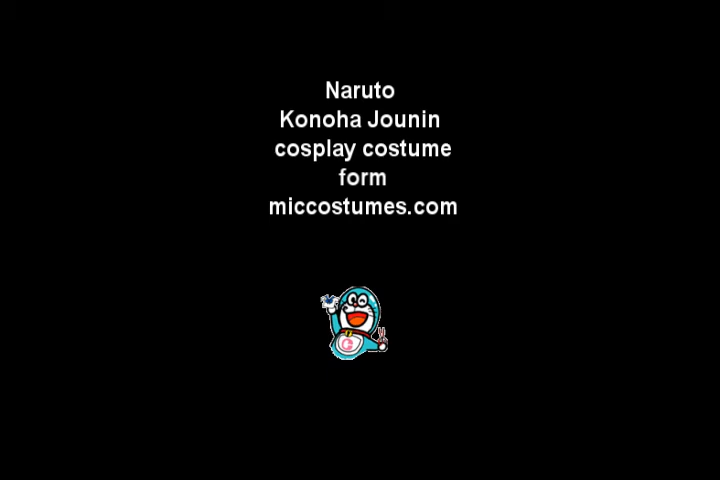 Naruto
Konoha Jounin
cosplay costume
form
miccostumes.com